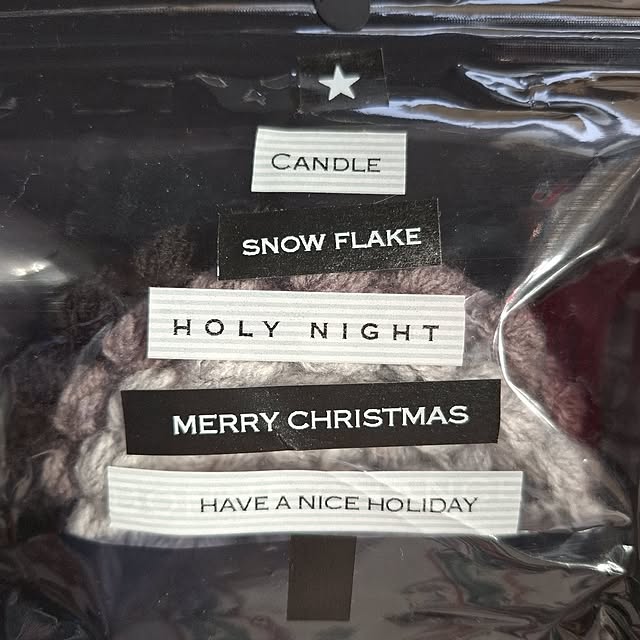 CANDLE
SNOW FLAKE
HOLY NIGHT
MERRY CHRISTMAS
HAVE A NICE HOLIDAY